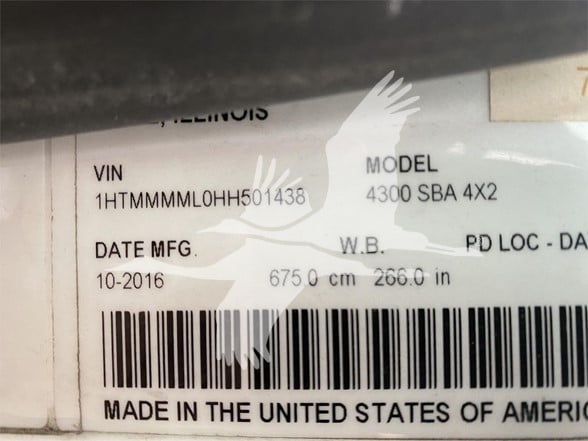 ILLINOIS
VIN
MODEL
1HTMMMML0HH501438
4300 SBA 4X2
DATE MFG.
W.B.
PD LOC - DA
10-2016
675.0 cm 266.0 in
MADE IN THE UNITED STATES OF AMERIC